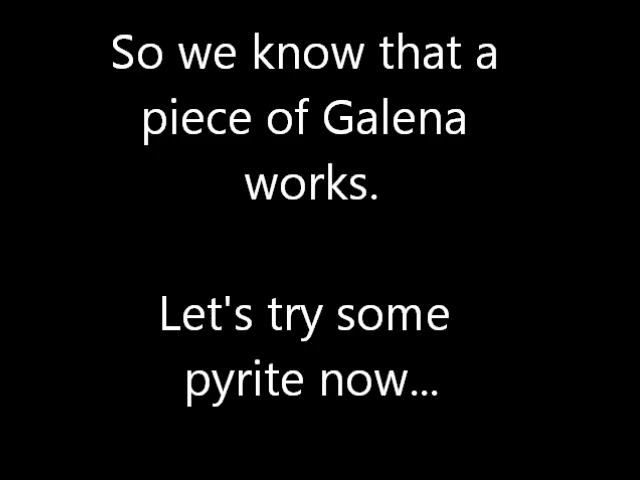 So we know that a
piece of Galena
works.
Let's try some
pyrite now...